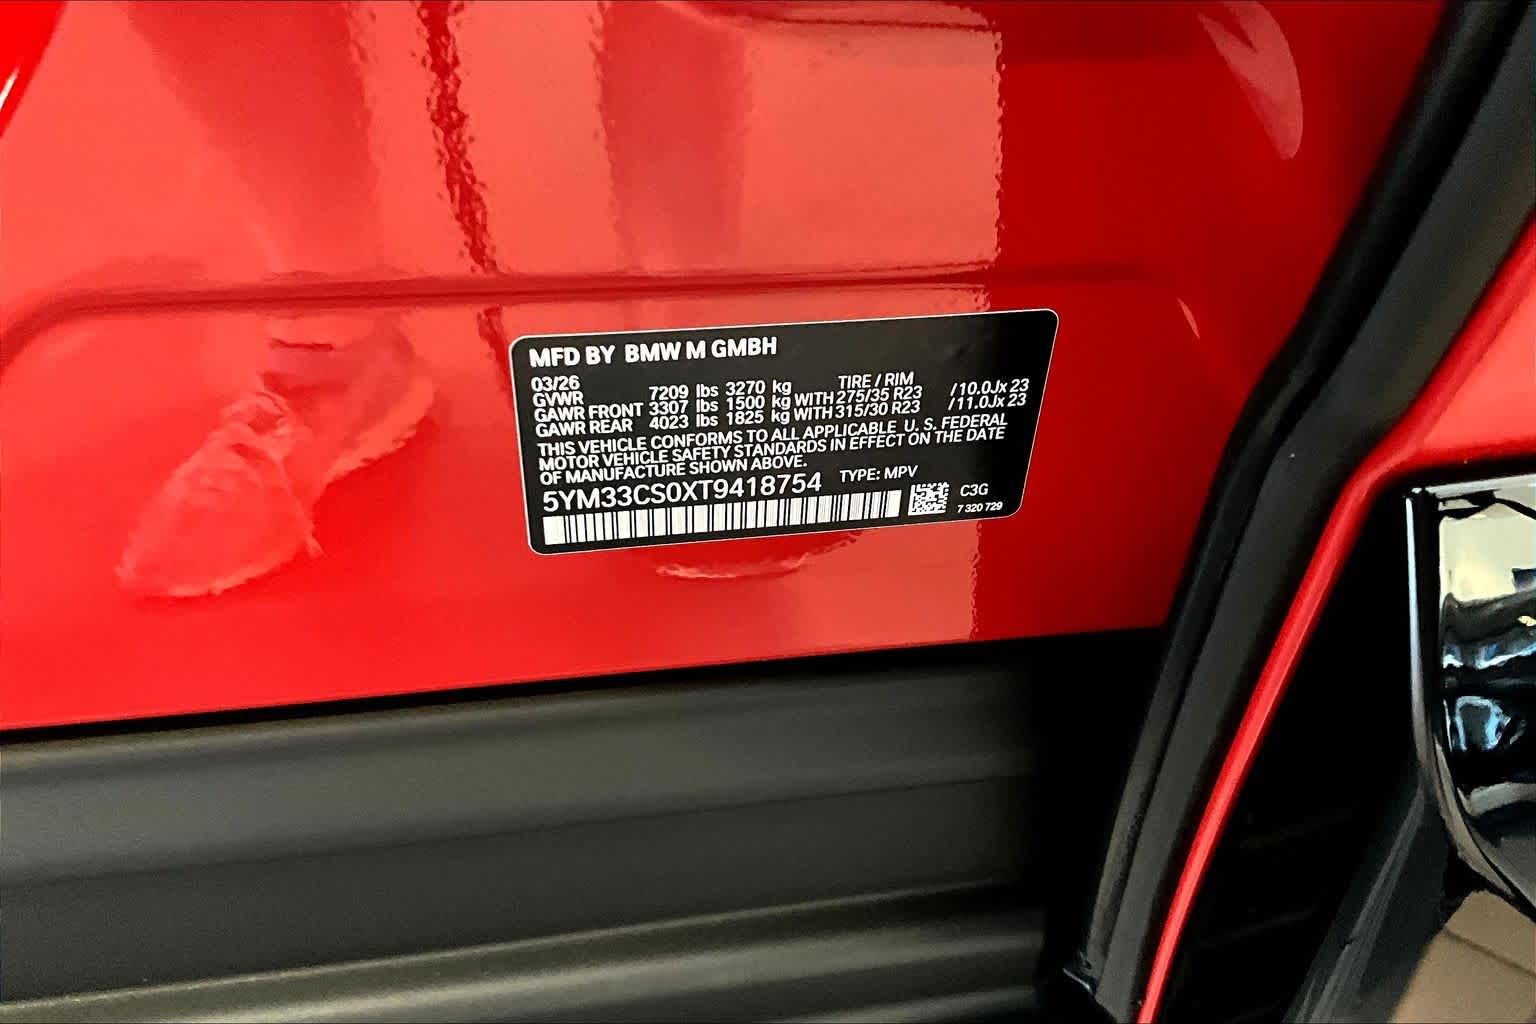 MFD BY BMW M GMBH
03/26 TIRE / RIM
GVWR 7209 lbs 3270 kg
GAWR FRONT 3307 lbs 1500 kg WITH 275/35 R23 /10.0Jx 23
GAWR REAR 4023 lbs 1825 kg WITH 315/30 R23 /11.0Jx 23
THIS VEHICLE CONFORMS TO ALL APPLICABLE U. S. FEDERAL
MOTOR VEHICLE SAFETY STANDARDS IN EFFECT ON THE DATE
OF MANUFACTURE SHOWN ABOVE.
5YM33CS0XT9418754 TYPE: MPV
C3G
7 320 729